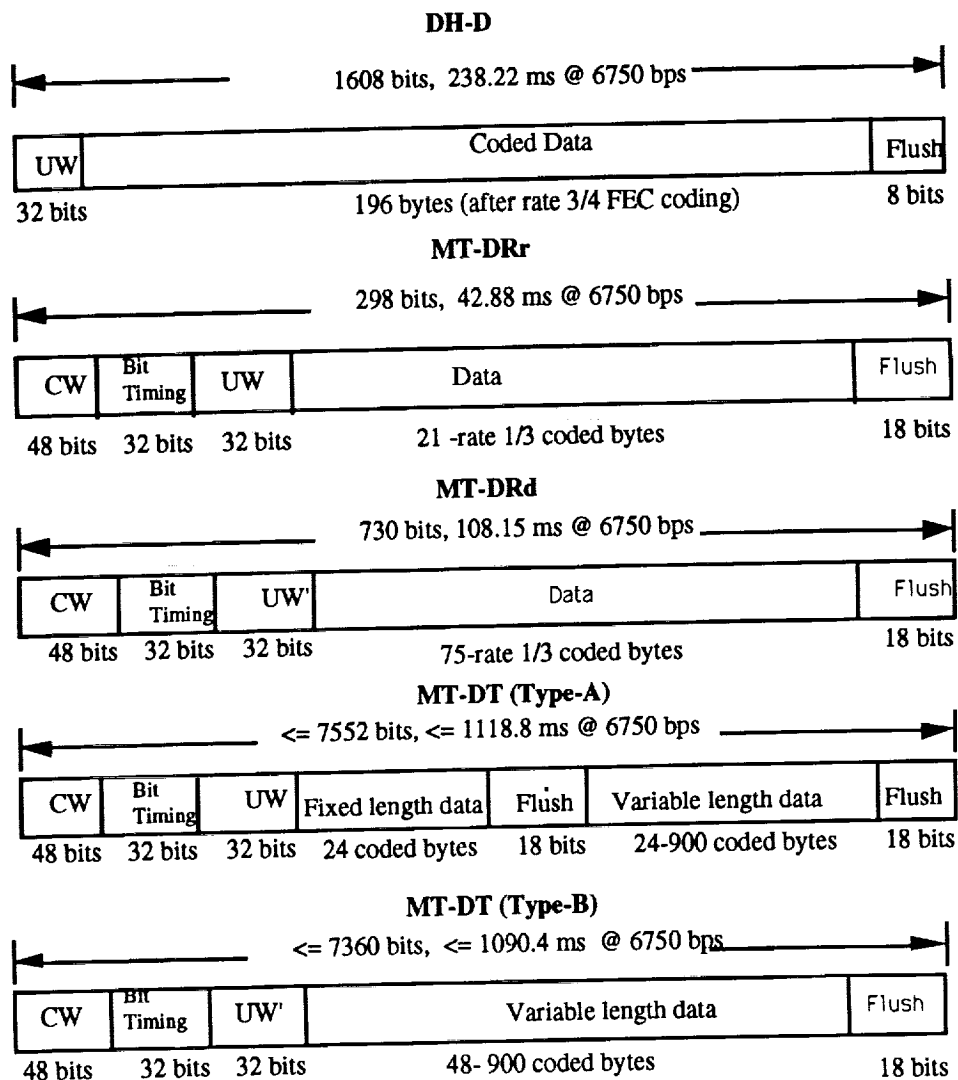 DH-D
1608 bits, 238.22 ms @ 6750 bps
UW Coded Data Flush
32 bits 196 bytes (after rate 3/4 FEC coding) 8 bits
MT-DRr
298 bits, 42.88 ms @ 6750 bps
CW Bit Timing UW Data Flush
48 bits 32 bits 32 bits 21 -rate 1/3 coded bytes 18 bits
MT-DRd
730 bits, 108.15 ms @ 6750 bps
CW Bit Timing UW' Data Flush
48 bits 32 bits 32 bits 75-rate 1/3 coded bytes 18 bits
MT-DT (Type-A)
<= 7552 bits, <= 1118.8 ms @ 6750 bps
CW Bit Timing UW Fixed length data Flush Variable length data Flush
48 bits 32 bits 32 bits 24 coded bytes 18 bits 24-900 coded bytes 18 bits
MT-DT (Type-B)
<= 7360 bits, <= 1090.4 ms @ 6750 bps
CW Bit Timing UW' Variable length data Flush
48 bits 32 bits 32 bits 48- 900 coded bytes 18 bits